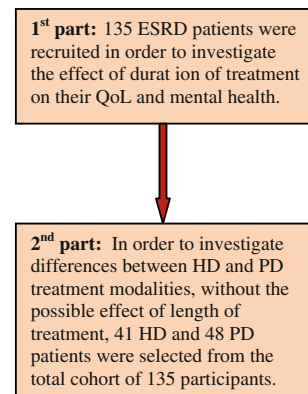 1st part: 135 ESRD patients were
recruited in order to investigate
the effect of durat ion of treatment
on their QoL and mental health.
2nd part: In order to investigate
differences between HD and PD
treatment modalities, without the
possible effect of length of
treatment, 41 HD and 48 PD
patients were selected from the
total cohort of 135 participants.